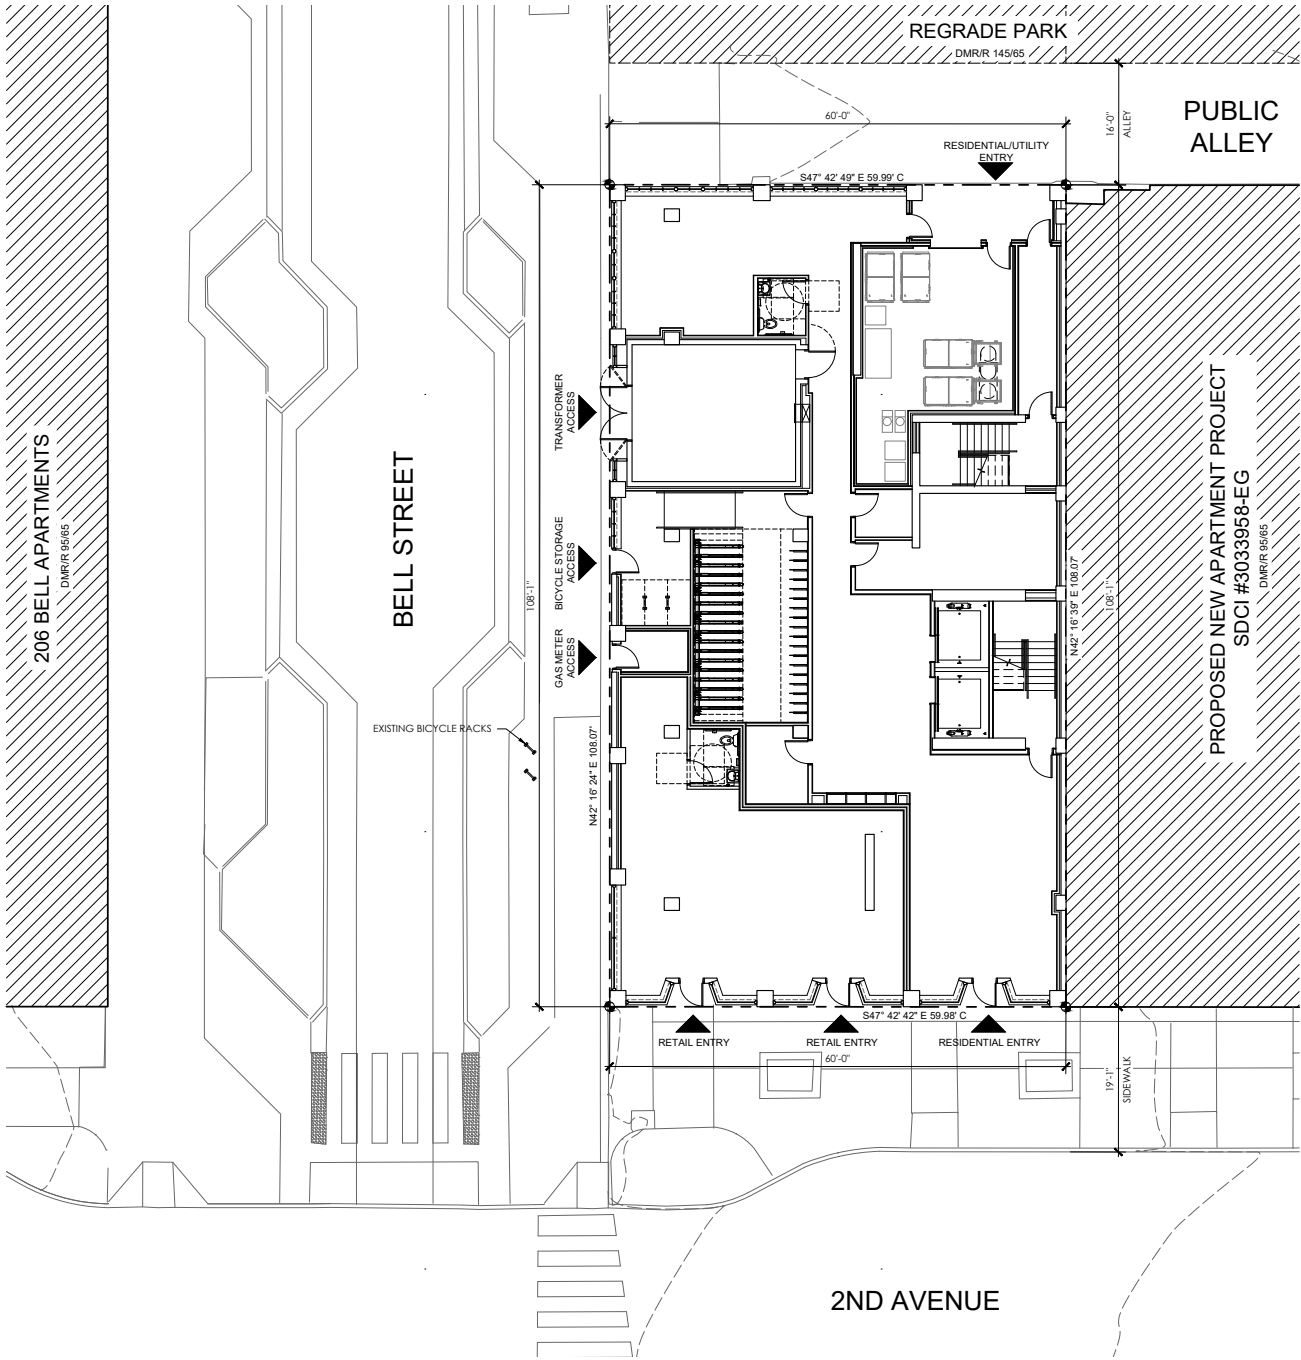 REGRADE PARK
DMR/R 145/65
PUBLIC
ALLEY
16'-0"
ALLEY
60'-0"
RESIDENTIAL/UTILITY
ENTRY
S47° 42' 49" E 59.99' C
206 BELL APARTMENTS
DMR/R 95/65
BELL STREET
TRANSFORMER
ACCESS
BICYCLE STORAGE
ACCESS
GAS METER
ACCESS
108'-1"
EXISTING BICYCLE RACKS
N42° 16' 24" E 108.07'
N42° 16' 39" E 108.07'
108'-1"
PROPOSED NEW APARTMENT PROJECT
SDCI #3033958-EG
DMR/R 95/65
S47° 42' 42" E 59.98' C
RETAIL ENTRY
RETAIL ENTRY
RESIDENTIAL ENTRY
60'-0"
19'-1"
SIDEWALK
2ND AVENUE